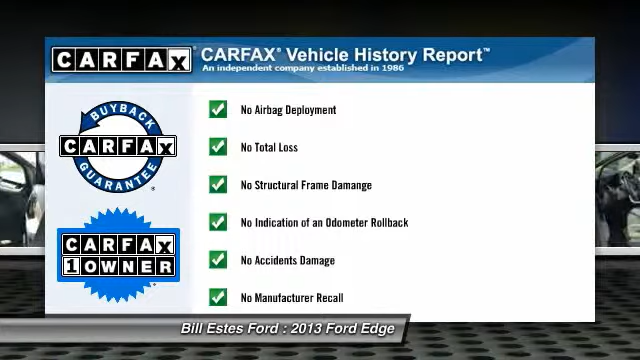 CARFAX CARFAX® Vehicle History Report™
An independent company established in 1986
BUYBACK
CARFAX
GUARANTEE®
CARFAX
1 OWNER
No Airbag Deployment
No Total Loss
No Structural Frame Damange
No Indication of an Odometer Rollback
No Accidents Damage
No Manufacturer Recall
Bill Estes Ford : 2013 Ford Edge